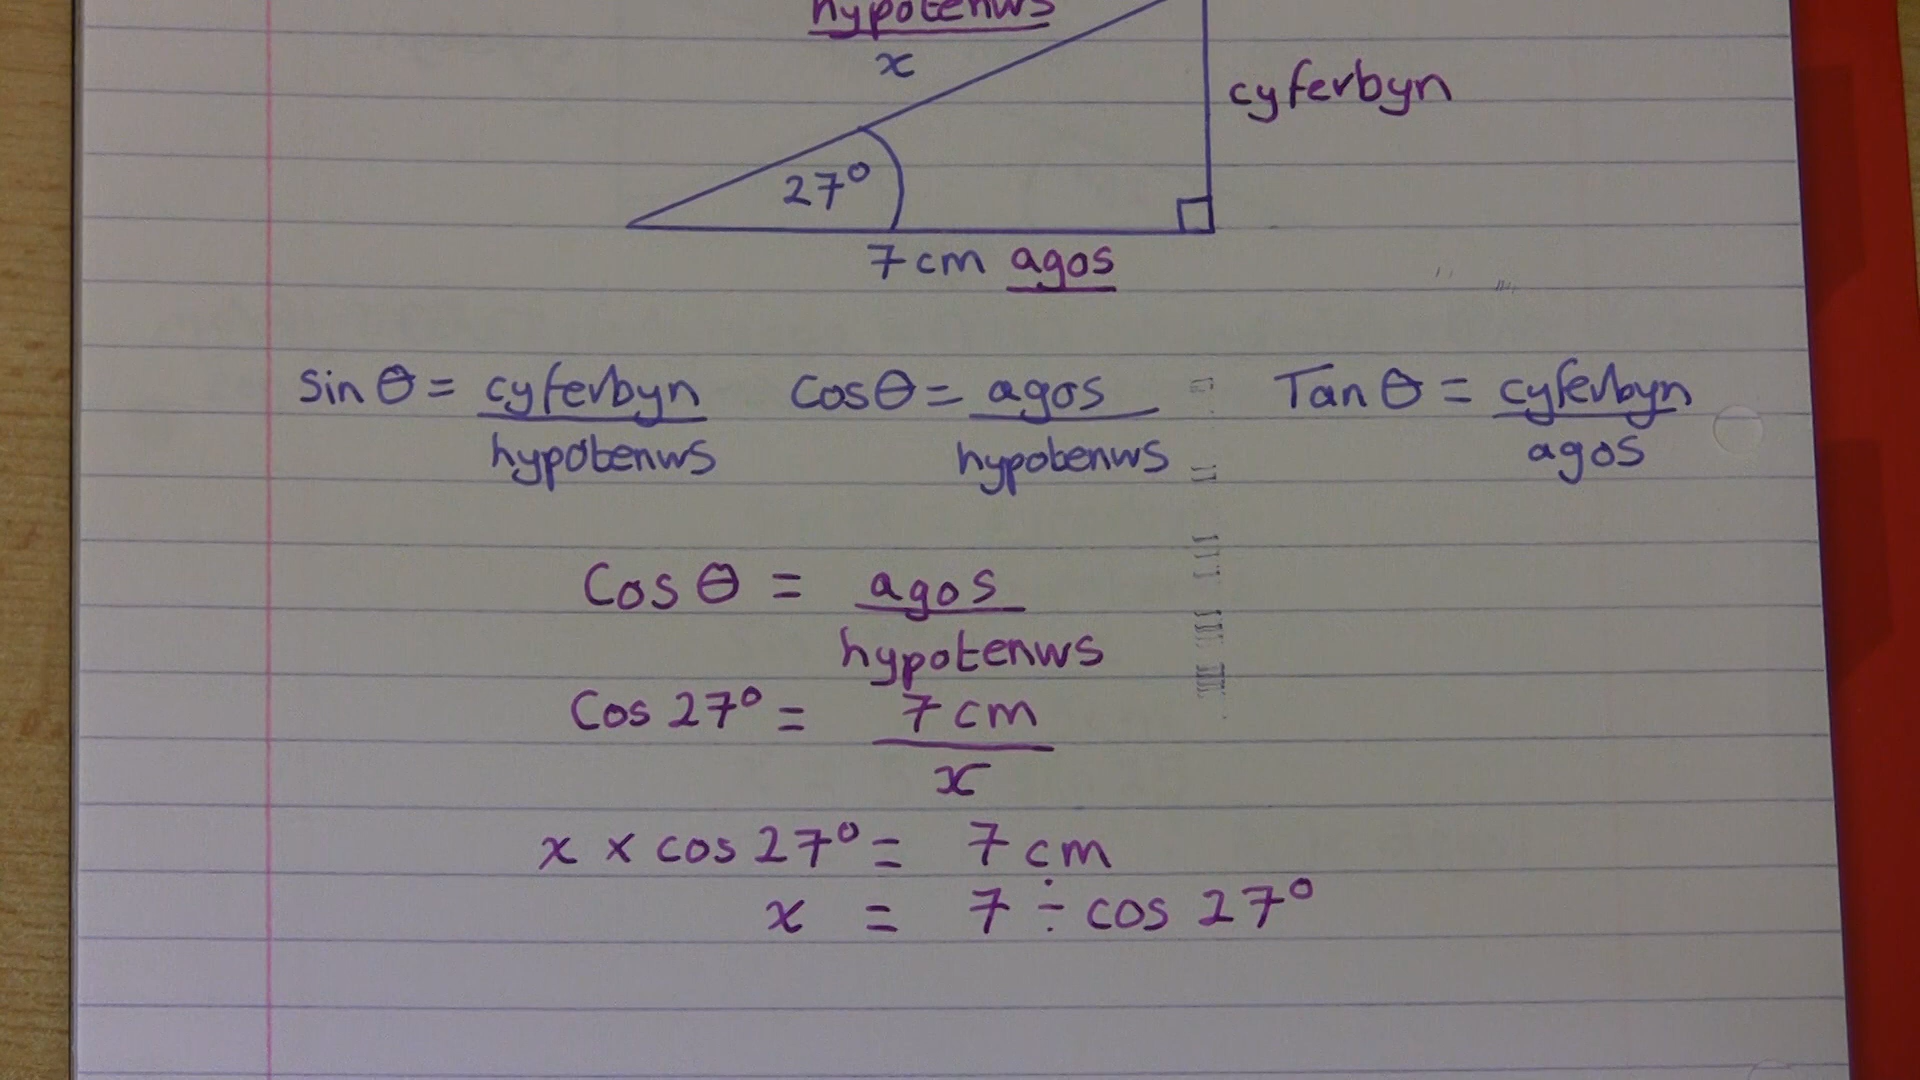 hypotenws
x
cyferbyn
27°
7cm agos
Sin θ = cyferbyn Cos θ = agos Tan θ = cyferbyn
hypotenws hypotenws agos
Cos θ = agos
hypotenws
Cos 27° = 7cm
x
x × cos 27° = 7cm
x = 7 ÷ cos 27°